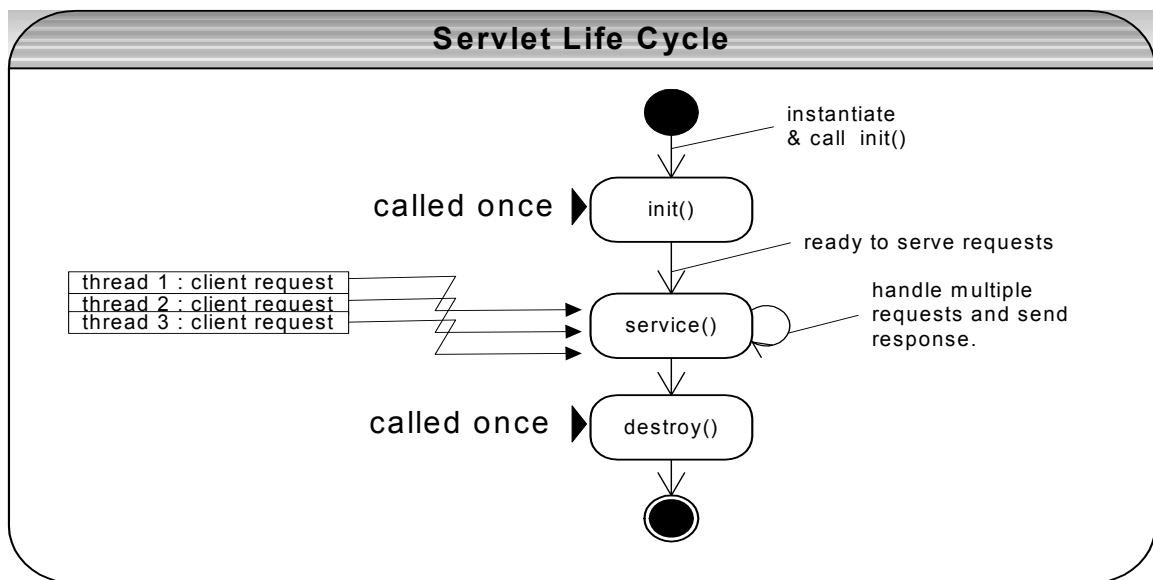 Servlet Life Cycle
instantiate
& call init()
called once
init()
ready to serve requests
thread 1 : client request
thread 2 : client request
thread 3 : client request
service()
handle multiple
requests and send
response.
called once
destroy()